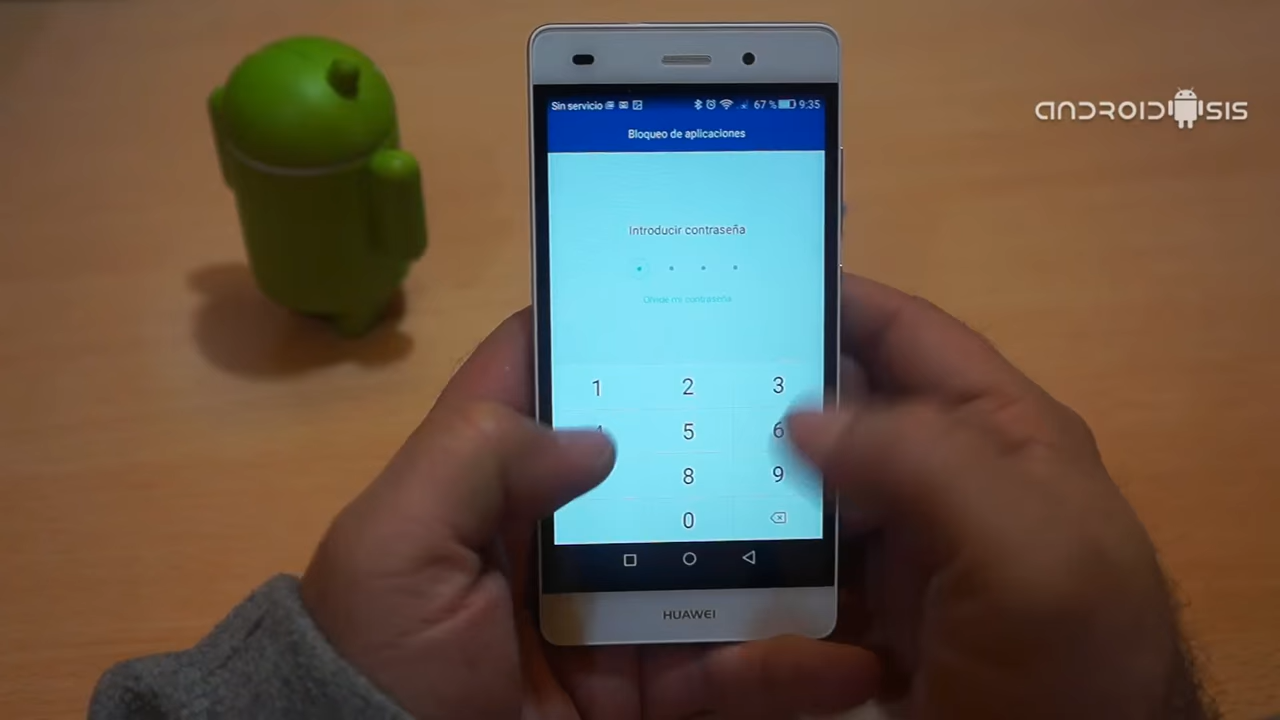 ANDROIDSIS
Sin servicio 67 % 9:35
Bloqueo de aplicaciones
Introducir contraseña
Olvidé mi contraseña
1 2 3
5 6
8 9
0
HUAWEI